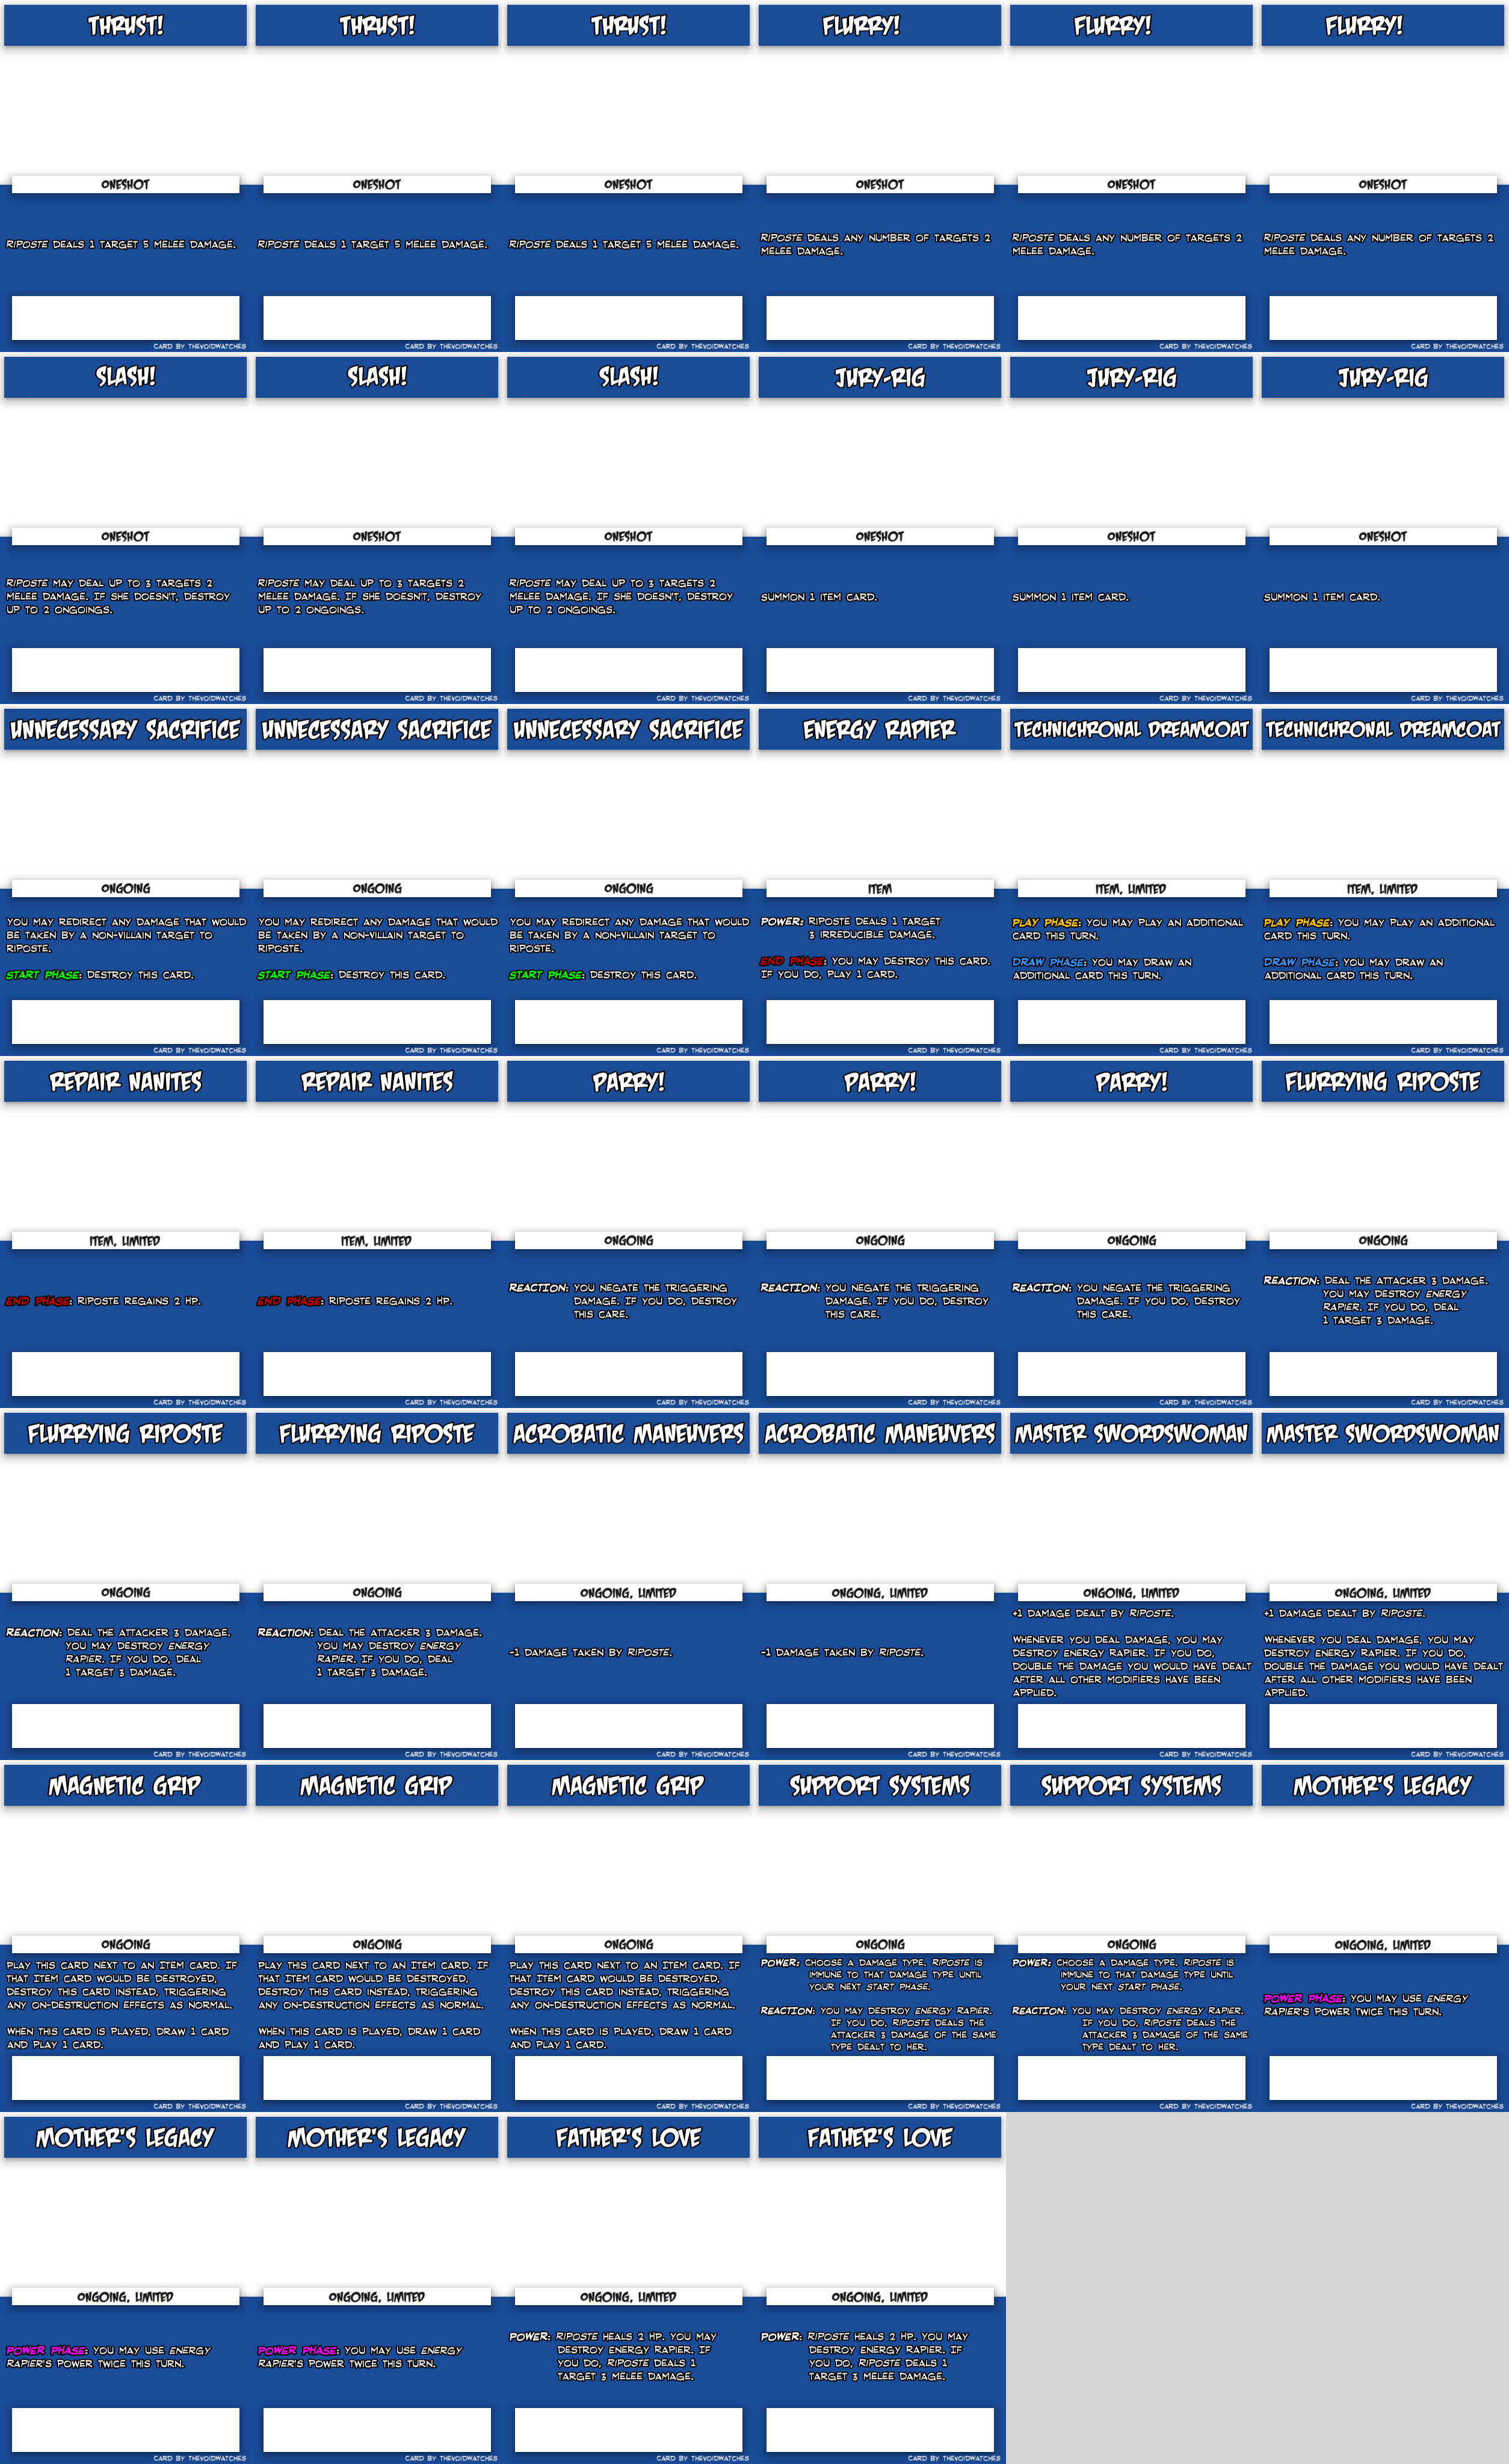 THRUST!
ONESHOT
RIPOSTE DEALS 1 TARGET 5 MELEE DAMAGE.
CARD BY THEVOIDWATCHES
THRUST!
ONESHOT
RIPOSTE DEALS 1 TARGET 5 MELEE DAMAGE.
CARD BY THEVOIDWATCHES
THRUST!
ONESHOT
RIPOSTE DEALS 1 TARGET 5 MELEE DAMAGE.
CARD BY THEVOIDWATCHES
FLURRY!
ONESHOT
RIPOSTE DEALS ANY NUMBER OF TARGETS 2
MELEE DAMAGE.
CARD BY THEVOIDWATCHES
FLURRY!
ONESHOT
RIPOSTE DEALS ANY NUMBER OF TARGETS 2
MELEE DAMAGE.
CARD BY THEVOIDWATCHES
FLURRY!
ONESHOT
RIPOSTE DEALS ANY NUMBER OF TARGETS 2
MELEE DAMAGE.
CARD BY THEVOIDWATCHES
SLASH!
ONESHOT
RIPOSTE MAY DEAL UP TO 3 TARGETS 2
MELEE DAMAGE. IF SHE DOESN'T, DESTROY
UP TO 2 ONGOINGS.
CARD BY THEVOIDWATCHES
SLASH!
ONESHOT
RIPOSTE MAY DEAL UP TO 3 TARGETS 2
MELEE DAMAGE. IF SHE DOESN'T, DESTROY
UP TO 2 ONGOINGS.
CARD BY THEVOIDWATCHES
SLASH!
ONESHOT
RIPOSTE MAY DEAL UP TO 3 TARGETS 2
MELEE DAMAGE. IF SHE DOESN'T, DESTROY
UP TO 2 ONGOINGS.
CARD BY THEVOIDWATCHES
JURY-RIG
ONESHOT
SUMMON 1 ITEM CARD.
CARD BY THEVOIDWATCHES
JURY-RIG
ONESHOT
SUMMON 1 ITEM CARD.
CARD BY THEVOIDWATCHES
JURY-RIG
ONESHOT
SUMMON 1 ITEM CARD.
CARD BY THEVOIDWATCHES
UNNECESSARY SACRIFICE
ONGOING
YOU MAY REDIRECT ANY DAMAGE THAT WOULD
BE TAKEN BY A NON-VILLAIN TARGET TO
RIPOSTE.
START PHASE: DESTROY THIS CARD.
CARD BY THEVOIDWATCHES
UNNECESSARY SACRIFICE
ONGOING
YOU MAY REDIRECT ANY DAMAGE THAT WOULD
BE TAKEN BY A NON-VILLAIN TARGET TO
RIPOSTE.
START PHASE: DESTROY THIS CARD.
CARD BY THEVOIDWATCHES
UNNECESSARY SACRIFICE
ONGOING
YOU MAY REDIRECT ANY DAMAGE THAT WOULD
BE TAKEN BY A NON-VILLAIN TARGET TO
RIPOSTE.
START PHASE: DESTROY THIS CARD.
CARD BY THEVOIDWATCHES
ENERGY RAPIER
ITEM
POWER: RIPOSTE DEALS 1 TARGET
3 IRREDUCIBLE DAMAGE.
END PHASE: YOU MAY DESTROY THIS CARD.
IF YOU DO, PLAY 1 CARD.
CARD BY THEVOIDWATCHES
TECHNICHRONAL DREAMCOAT
ITEM, LIMITED
PLAY PHASE: YOU MAY PLAY AN ADDITIONAL
CARD THIS TURN.
DRAW PHASE: YOU MAY DRAW AN
ADDITIONAL CARD THIS TURN.
CARD BY THEVOIDWATCHES
TECHNICHRONAL DREAMCOAT
ITEM, LIMITED
PLAY PHASE: YOU MAY PLAY AN ADDITIONAL
CARD THIS TURN.
DRAW PHASE: YOU MAY DRAW AN
ADDITIONAL CARD THIS TURN.
CARD BY THEVOIDWATCHES
REPAIR NANITES
ITEM, LIMITED
END PHASE: RIPOSTE REGAINS 2 HP.
CARD BY THEVOIDWATCHES
REPAIR NANITES
ITEM, LIMITED
END PHASE: RIPOSTE REGAINS 2 HP.
CARD BY THEVOIDWATCHES
PARRY!
ONGOING
REACTION: YOU NEGATE THE TRIGGERING
DAMAGE. IF YOU DO, DESTROY
THIS CARE.
CARD BY THEVOIDWATCHES
PARRY!
ONGOING
REACTION: YOU NEGATE THE TRIGGERING
DAMAGE. IF YOU DO, DESTROY
THIS CARE.
CARD BY THEVOIDWATCHES
PARRY!
ONGOING
REACTION: YOU NEGATE THE TRIGGERING
DAMAGE. IF YOU DO, DESTROY
THIS CARE.
CARD BY THEVOIDWATCHES
FLURRYING RIPOSTE
ONGOING
REACTION: DEAL THE ATTACKER 3 DAMAGE.
YOU MAY DESTROY ENERGY
RAPIER. IF YOU DO, DEAL
1 TARGET 3 DAMAGE.
CARD BY THEVOIDWATCHES
FLURRYING RIPOSTE
ONGOING
REACTION: DEAL THE ATTACKER 3 DAMAGE.
YOU MAY DESTROY ENERGY
RAPIER. IF YOU DO, DEAL
1 TARGET 3 DAMAGE.
CARD BY THEVOIDWATCHES
FLURRYING RIPOSTE
ONGOING
REACTION: DEAL THE ATTACKER 3 DAMAGE.
YOU MAY DESTROY ENERGY
RAPIER. IF YOU DO, DEAL
1 TARGET 3 DAMAGE.
CARD BY THEVOIDWATCHES
ACROBATIC MANEUVERS
ONGOING, LIMITED
-1 DAMAGE TAKEN BY RIPOSTE.
CARD BY THEVOIDWATCHES
ACROBATIC MANEUVERS
ONGOING, LIMITED
-1 DAMAGE TAKEN BY RIPOSTE.
CARD BY THEVOIDWATCHES
MASTER SWORDSWOMAN
ONGOING, LIMITED
+1 DAMAGE DEALT BY RIPOSTE.
WHENEVER YOU DEAL DAMAGE, YOU MAY
DESTROY ENERGY RAPIER. IF YOU DO,
DOUBLE THE DAMAGE YOU WOULD HAVE DEALT
AFTER ALL OTHER MODIFIERS HAVE BEEN
APPLIED.
CARD BY THEVOIDWATCHES
MASTER SWORDSWOMAN
ONGOING, LIMITED
+1 DAMAGE DEALT BY RIPOSTE.
WHENEVER YOU DEAL DAMAGE, YOU MAY
DESTROY ENERGY RAPIER. IF YOU DO,
DOUBLE THE DAMAGE YOU WOULD HAVE DEALT
AFTER ALL OTHER MODIFIERS HAVE BEEN
APPLIED.
CARD BY THEVOIDWATCHES
MAGNETIC GRIP
ONGOING
PLAY THIS CARD NEXT TO AN ITEM CARD. IF
THAT ITEM CARD WOULD BE DESTROYED,
DESTROY THIS CARD INSTEAD, TRIGGERING
ANY ON-DESTRUCTION EFFECTS AS NORMAL.
WHEN THIS CARD IS PLAYED, DRAW 1 CARD
AND PLAY 1 CARD.
CARD BY THEVOIDWATCHES
MAGNETIC GRIP
ONGOING
PLAY THIS CARD NEXT TO AN ITEM CARD. IF
THAT ITEM CARD WOULD BE DESTROYED,
DESTROY THIS CARD INSTEAD, TRIGGERING
ANY ON-DESTRUCTION EFFECTS AS NORMAL.
WHEN THIS CARD IS PLAYED, DRAW 1 CARD
AND PLAY 1 CARD.
CARD BY THEVOIDWATCHES
MAGNETIC GRIP
ONGOING
PLAY THIS CARD NEXT TO AN ITEM CARD. IF
THAT ITEM CARD WOULD BE DESTROYED,
DESTROY THIS CARD INSTEAD, TRIGGERING
ANY ON-DESTRUCTION EFFECTS AS NORMAL.
WHEN THIS CARD IS PLAYED, DRAW 1 CARD
AND PLAY 1 CARD.
CARD BY THEVOIDWATCHES
SUPPORT SYSTEMS
ONGOING
POWER: CHOOSE A DAMAGE TYPE. RIPOSTE IS
IMMUNE TO THAT DAMAGE TYPE UNTIL
YOUR NEXT START PHASE.
REACTION: YOU MAY DESTROY ENERGY RAPIER.
IF YOU DO, RIPOSTE DEALS THE
ATTACKER 3 DAMAGE OF THE SAME
TYPE DEALT TO HER.
CARD BY THEVOIDWATCHES
SUPPORT SYSTEMS
ONGOING
POWER: CHOOSE A DAMAGE TYPE. RIPOSTE IS
IMMUNE TO THAT DAMAGE TYPE UNTIL
YOUR NEXT START PHASE.
REACTION: YOU MAY DESTROY ENERGY RAPIER.
IF YOU DO, RIPOSTE DEALS THE
ATTACKER 3 DAMAGE OF THE SAME
TYPE DEALT TO HER.
CARD BY THEVOIDWATCHES
MOTHER'S LEGACY
ONGOING, LIMITED
POWER PHASE: YOU MAY USE ENERGY
RAPIER'S POWER TWICE THIS TURN.
CARD BY THEVOIDWATCHES
MOTHER'S LEGACY
ONGOING, LIMITED
POWER PHASE: YOU MAY USE ENERGY
RAPIER'S POWER TWICE THIS TURN.
CARD BY THEVOIDWATCHES
MOTHER'S LEGACY
ONGOING, LIMITED
POWER PHASE: YOU MAY USE ENERGY
RAPIER'S POWER TWICE THIS TURN.
CARD BY THEVOIDWATCHES
FATHER'S LOVE
ONGOING, LIMITED
POWER: RIPOSTE HEALS 2 HP. YOU MAY
DESTROY ENERGY RAPIER. IF
YOU DO, RIPOSTE DEALS 1
TARGET 3 MELEE DAMAGE.
CARD BY THEVOIDWATCHES
FATHER'S LOVE
ONGOING, LIMITED
POWER: RIPOSTE HEALS 2 HP. YOU MAY
DESTROY ENERGY RAPIER. IF
YOU DO, RIPOSTE DEALS 1
TARGET 3 MELEE DAMAGE.
CARD BY THEVOIDWATCHES